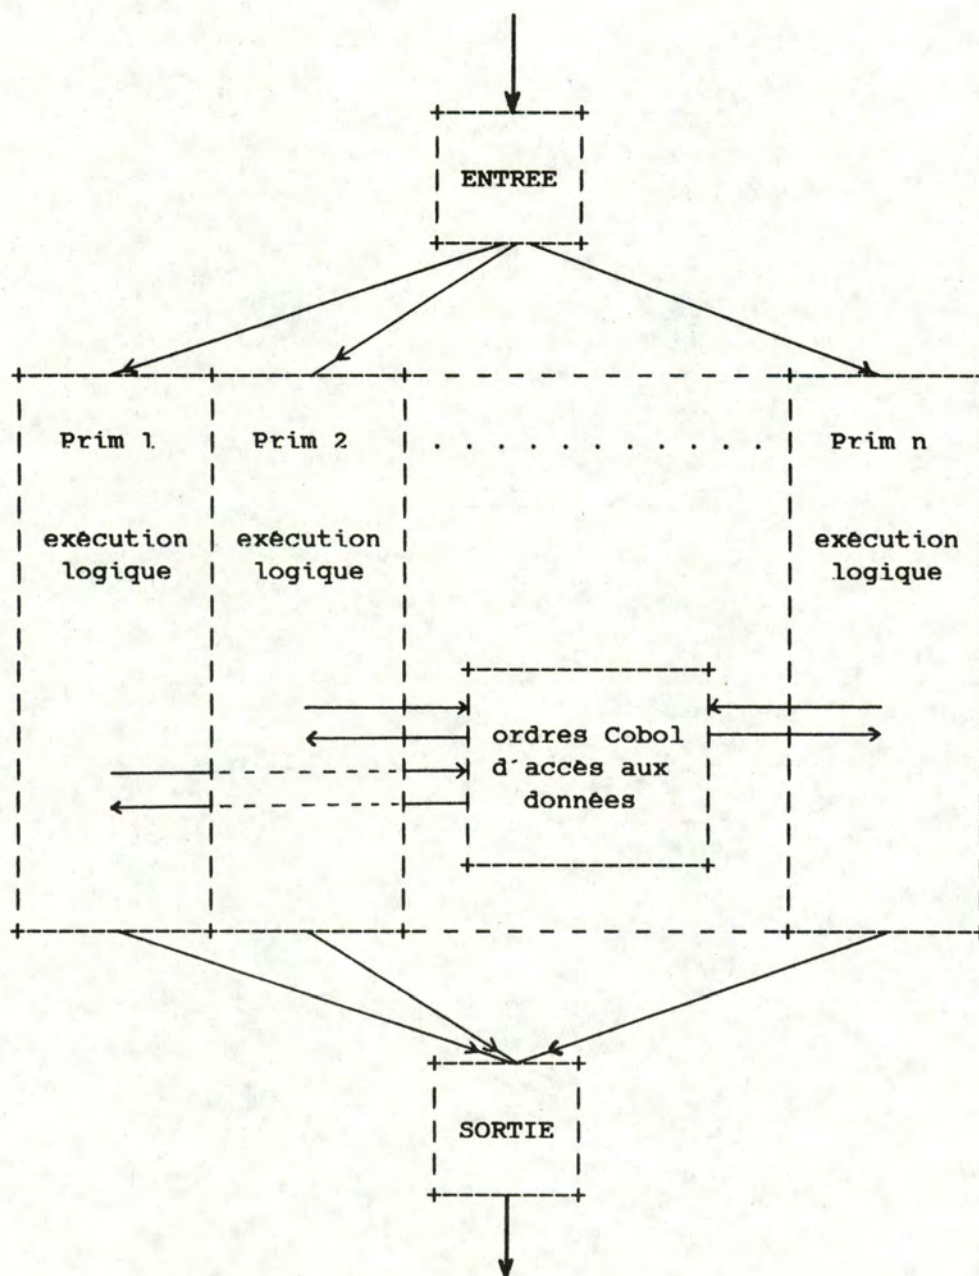 ENTREE
Prim 1 Prim 2 . . . . . . . . . . . Prim n
exécution exécution exécution
logique logique logique
ordres Cobol
d'accès aux
données
SORTIE